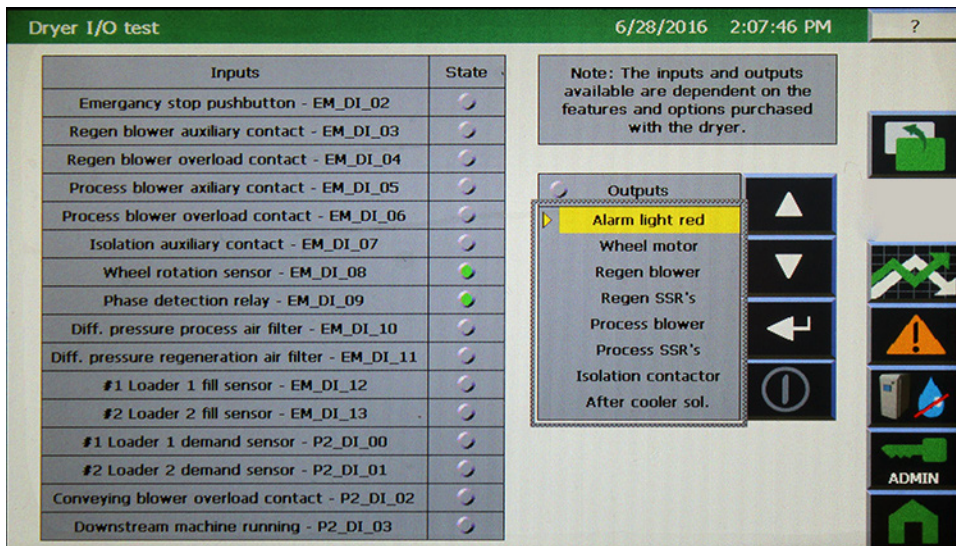 Dryer I/O test
6/28/2016 2:07:46 PM
?
Inputs State
Emergancy stop pushbutton - EM_DI_02
Regen blower auxiliary contact - EM_DI_03
Regen blower overload contact - EM_DI_04
Process blower axiliary contact - EM_DI_05
Process blower overload contact - EM_DI_06
Isolation auxiliary contact - EM_DI_07
Wheel rotation sensor - EM_DI_08
Phase detection relay - EM_DI_09
Diff. pressure process air filter - EM_DI_10
Diff. pressure regeneration air filter - EM_DI_11
#1 Loader 1 fill sensor - EM_DI_12
#2 Loader 2 fill sensor - EM_DI_13
#1 Loader 1 demand sensor - P2_DI_00
#2 Loader 2 demand sensor - P2_DI_01
Conveying blower overload contact - P2_DI_02
Downstream machine running - P2_DI_03
Note: The inputs and outputs
available are dependent on the
features and options purchased
with the dryer.
Outputs
Alarm light red
Wheel motor
Regen blower
Regen SSR's
Process blower
Process SSR's
Isolation contactor
After cooler sol.
ADMIN